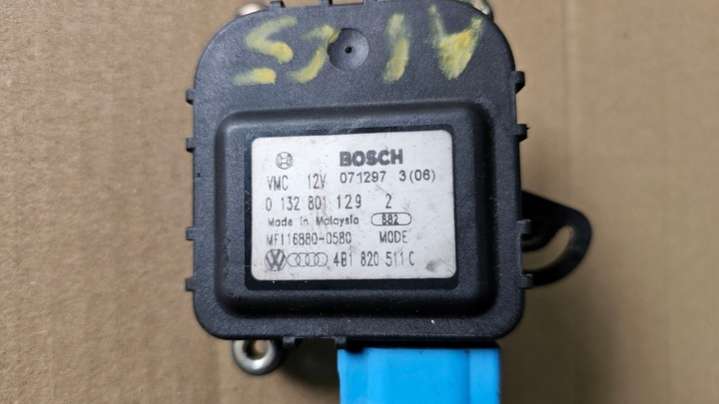 BOSCH
VMC 12V 071297 3(06)
0 132 801 129 2
Made in Malaysia 882
MF116880-0580 MODE
4B1 820 511 C